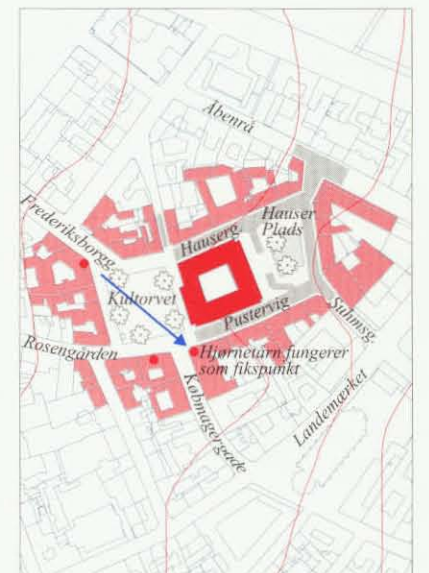 Åbenrå
Hauser
Plads
Frederiksborgg.
Hauserg.
Kultorvet
Pustervig
Suhmsg.
Rosengården
Hjørnetårn fungerer
som fikspunkt
Købmagergade
Landemærket